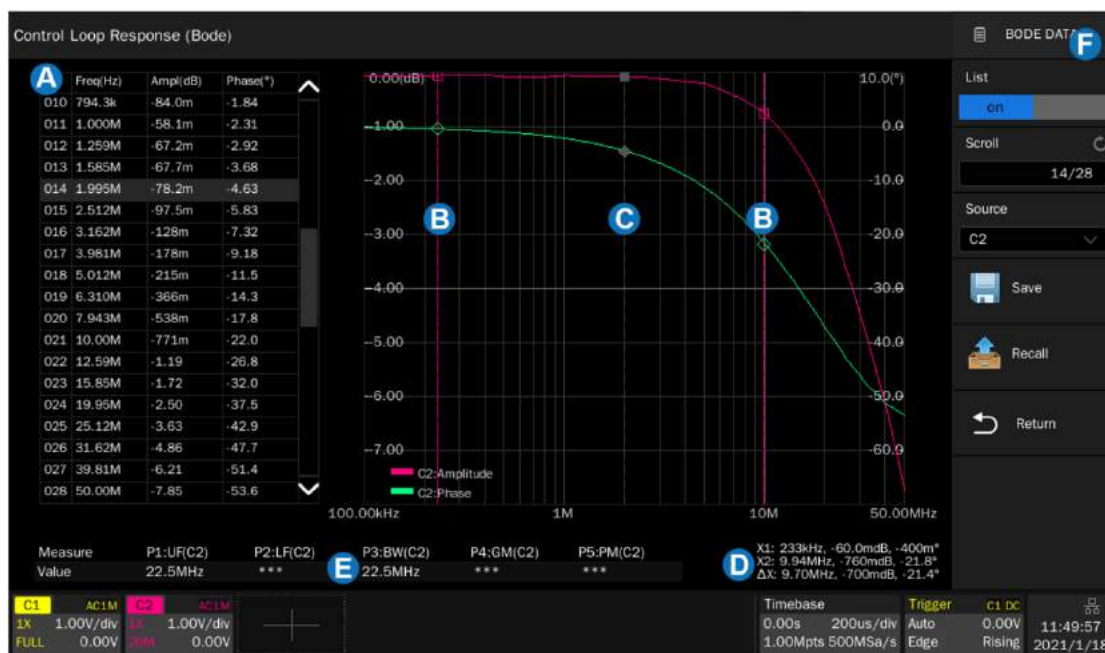 Control Loop Response (Bode)
BODE DATA
F
A
Freq(Hz) Ampl(dB) Phase(°)
010 794.3k -84.0m -1.84
011 1.000M -58.1m -2.31
012 1.259M -67.2m -2.92
013 1.585M -67.7m -3.68
014 1.995M -78.2m -4.63
015 2.512M -97.5m -5.83
016 3.162M -128m -7.32
017 3.981M -178m -9.18
018 5.012M -215m -11.5
019 6.310M -366m -14.3
020 7.943M -538m -17.8
021 10.00M -771m -22.0
022 12.59M -1.19 -26.8
023 15.85M -1.72 -32.0
024 19.95M -2.50 -37.5
025 25.12M -3.63 -42.9
026 31.62M -4.86 -47.7
027 39.81M -6.21 -51.4
028 50.00M -7.85 -53.6
0.00(dB) 10.0(°)
-1.00 0.0
-2.00 -10.0
B C B
-3.00 -20.0
-4.00 -30.0
-5.00 -40.0
-6.00 -50.0
-7.00 -60.0
C2:Amplitude
C2:Phase
100.00kHz 1M 10M 50.00MHz
List
on
Scroll
14/28
Source
C2
Save
Recall
Return
Measure P1:UF(C2) P2:LF(C2) P3:BW(C2) P4:GM(C2) P5:PM(C2)
Value 22.5MHz *** E 22.5MHz *** ***
D
X1: 233kHz, -60.0mdB, -400m°
X2: 9.94MHz, -760mdB, -21.8°
ΔX: 9.70MHz, -700mdB, -21.4°
C1 AC1M
1X 1.00V/div
FULL 0.00V
C2 AC1M
1X 1.00V/div
20M 0.00V
Timebase
0.00s 200us/div
1.00Mpts 500MSa/s
Trigger C1 DC
Auto 0.00V
Edge Rising
11:49:57
2021/1/18